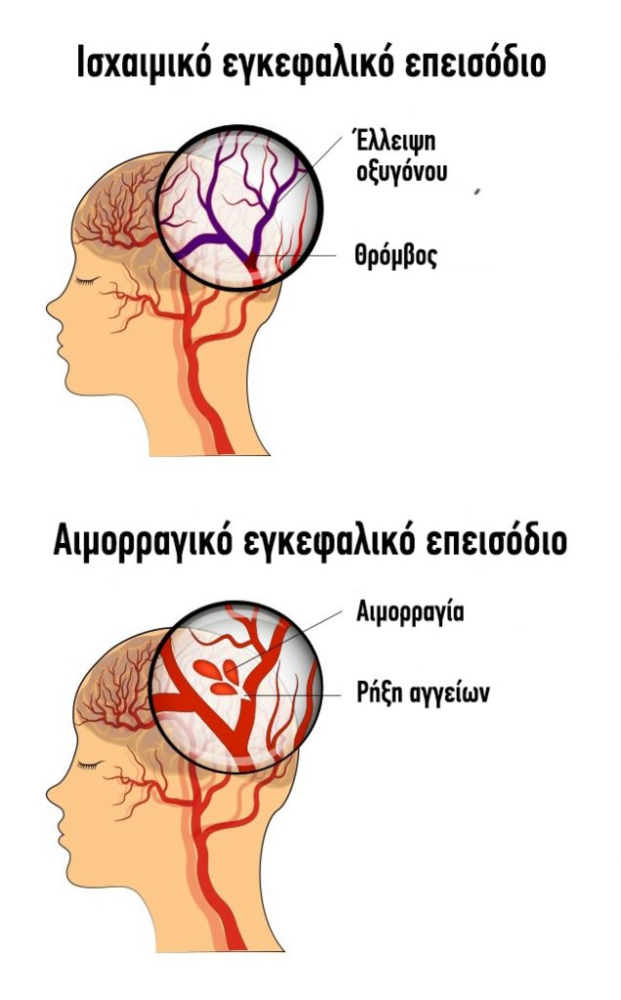 Ισχαιμικό εγκεφαλικό επεισόδιο
Έλλειψη
οξυγόνου
Θρόμβος
Αιμορραγικό εγκεφαλικό επεισόδιο
Αιμορραγία
Ρήξη αγγείων